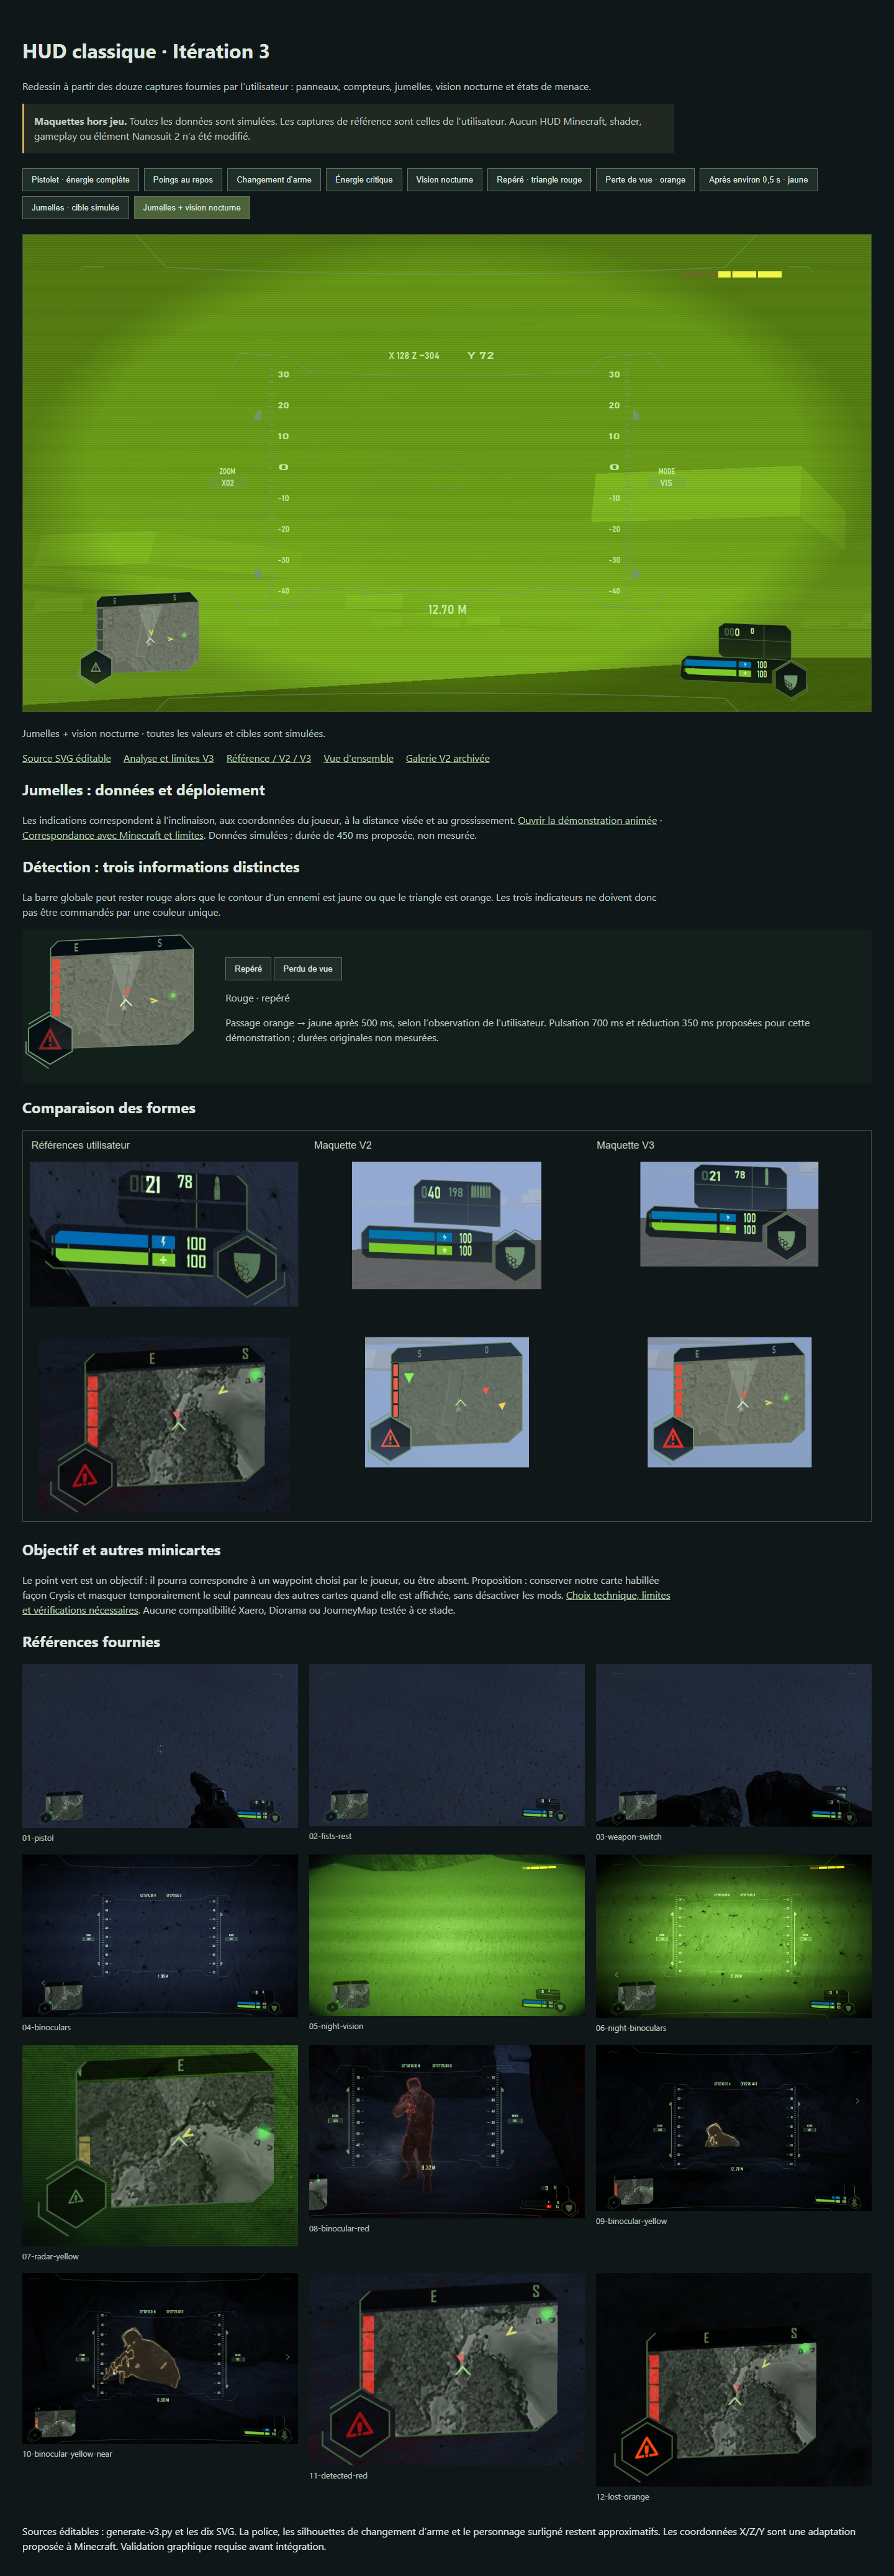 HUD classique · Itération 3
Redessin à partir des douze captures fournies par l'utilisateur : panneaux, compteurs, jumelles, vision nocturne et états de menace.
Maquettes hors jeu. Toutes les données sont simulées. Les captures de référence sont celles de l'utilisateur. Aucun HUD Minecraft, shader,
gameplay ou élément Nanosuit 2 n'a été modifié.
Pistolet · énergie complète
Poings au repos
Changement d'arme
Énergie critique
Vision nocturne
Repéré · triangle rouge
Perte de vue · orange
Après environ 0,5 s · jaune
Jumelles · cible simulée
Jumelles + vision nocturne
X 128 Z -304 Y 72
30 30
20 20
10 10
0 0
ZOOM MODE
X02 VIS
-10 -10
-20 -20
-30 -30
-40 -40
12.70 M
E S
000 0
100
100
Jumelles + vision nocturne · toutes les valeurs et cibles sont simulées.
Source SVG éditable Analyse et limites V3 Référence / V2 / V3 Vue d'ensemble Galerie V2 archivée
Jumelles : données et déploiement
Les indications correspondent à l'inclinaison, aux coordonnées du joueur, à la distance visée et au grossissement. Ouvrir la démonstration animée ·
Correspondance avec Minecraft et limites. Données simulées ; durée de 450 ms proposée, non mesurée.
Détection : trois informations distinctes
La barre globale peut rester rouge alors que le contour d'un ennemi est jaune ou que le triangle est orange. Les trois indicateurs ne doivent donc
pas être commandés par une couleur unique.
E S
Repéré
Perdu de vue
Rouge · repéré
Passage orange → jaune après 500 ms, selon l'observation de l'utilisateur. Pulsation 700 ms et réduction 350 ms proposées pour cette
démonstration ; durées originales non mesurées.
Comparaison des formes
Références utilisateur Maquette V2 Maquette V3
0021 78
100
100
040 198
100
100
021 78
100
100
E S
S O
E S
Objectif et autres minicartes
Le point vert est un objectif : il pourra correspondre à un waypoint choisi par le joueur, ou être absent. Proposition : conserver notre carte habillée
façon Crysis et masquer temporairement le seul panneau des autres cartes quand elle est affichée, sans désactiver les mods. Choix technique, limites
et vérifications nécessaires. Aucune compatibilité Xaero, Diorama ou JourneyMap testée à ce stade.
Références fournies
01-pistol
02-fists-rest
03-weapon-switch
04-binoculars
05-night-vision
06-night-binoculars
E
07-radar-yellow
9.32M
08-binocular-red
12.70 M
09-binocular-yellow
10-binocular-yellow-near
E S
11-detected-red
E S
12-lost-orange
Sources éditables : generate-v3.py et les dix SVG. La police, les silhouettes de changement d'arme et le personnage surligné restent approximatifs. Les coordonnées X/Z/Y sont une adaptation
proposée à Minecraft. Validation graphique requise avant intégration.